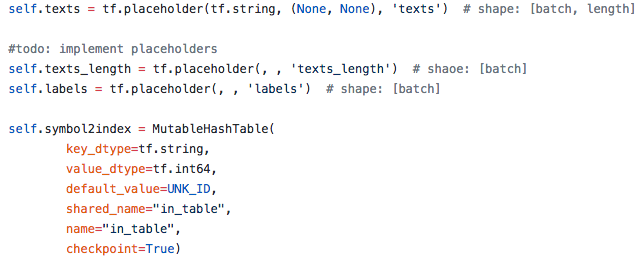 self.texts = tf.placeholder(tf.string, (None, None), 'texts')  # shape: [batch, length]
#todo: implement placeholders
self.texts_length = tf.placeholder(, , 'texts_length')  # shaoe: [batch]
self.labels = tf.placeholder(, , 'labels')  # shape: [batch]
self.symbol2index = MutableHashTable(
key_dtype=tf.string,
value_dtype=tf.int64,
default_value=UNK_ID,
shared_name="in_table",
name="in_table",
checkpoint=True)